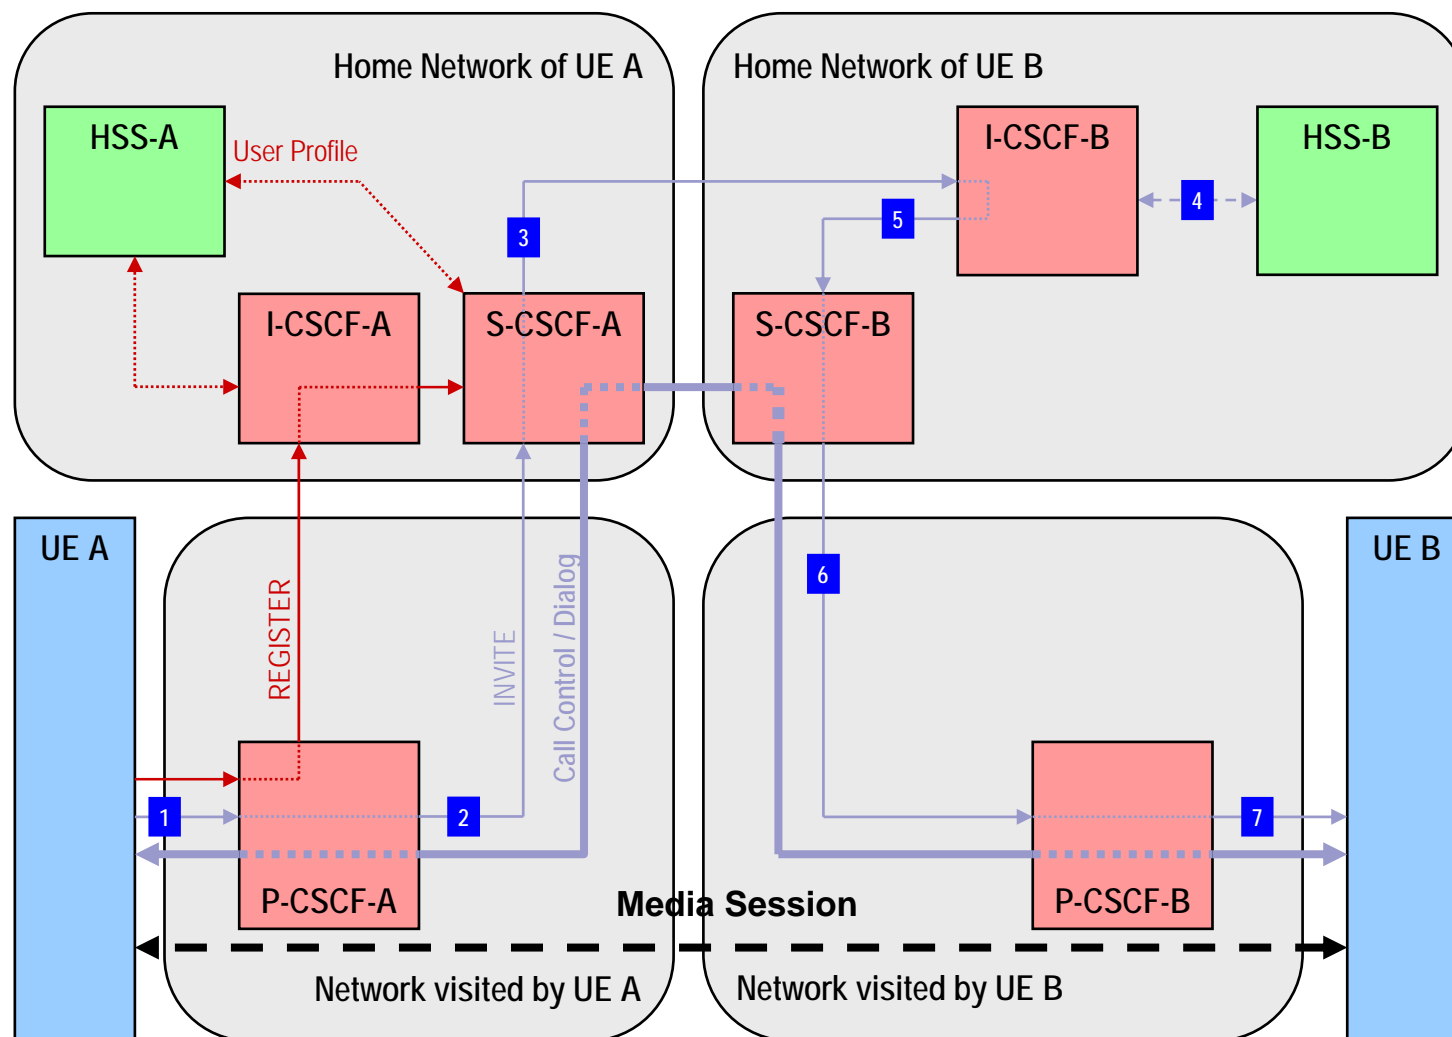 Home Network of UE A
Home Network of UE B
HSS-A
User Profile
I-CSCF-B
HSS-B
4
5
3
I-CSCF-A
S-CSCF-A
S-CSCF-B
UE A
UE B
REGISTER
INVITE
Call Control / Dialog
6
1
2
7
P-CSCF-A
Media Session
P-CSCF-B
Network visited by UE A
Network visited by UE B